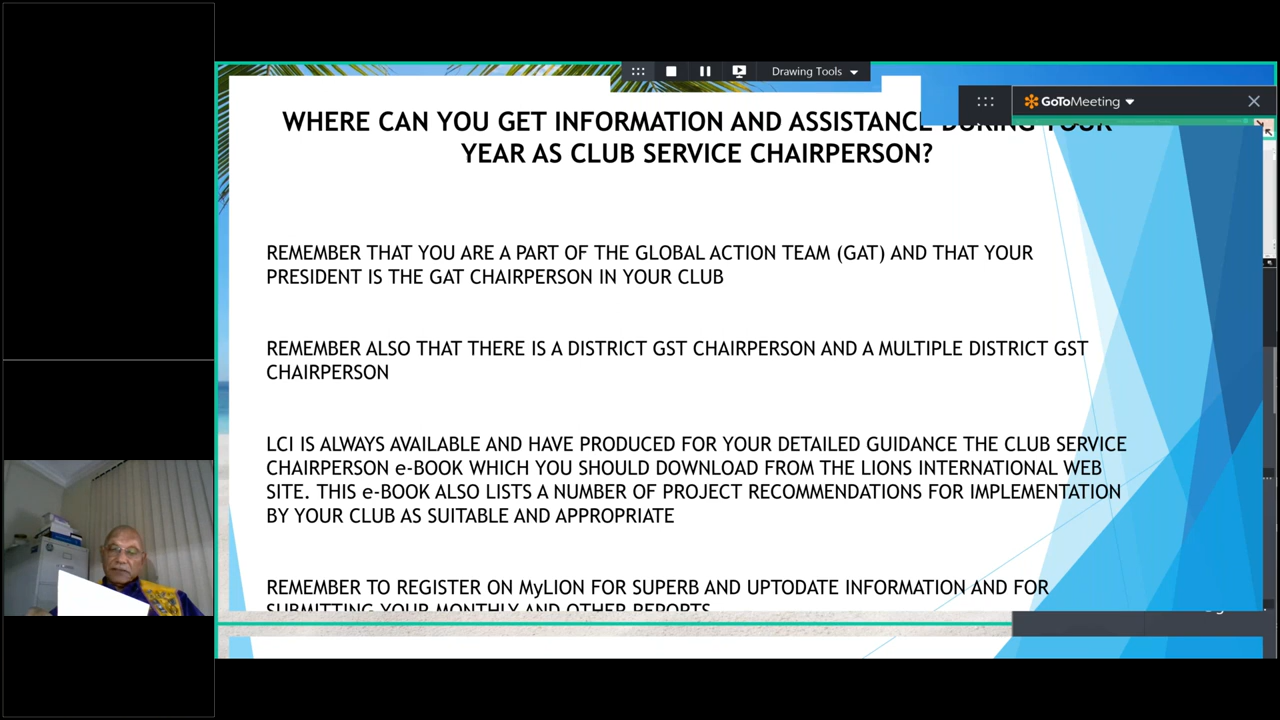 Drawing Tools
GoToMeeting
WHERE CAN YOU GET INFORMATION AND ASSISTANCE DURING YOUR
YEAR AS CLUB SERVICE CHAIRPERSON?
REMEMBER THAT YOU ARE A PART OF THE GLOBAL ACTION TEAM (GAT) AND THAT YOUR
PRESIDENT IS THE GAT CHAIRPERSON IN YOUR CLUB
REMEMBER ALSO THAT THERE IS A DISTRICT GST CHAIRPERSON AND A MULTIPLE DISTRICT GST
CHAIRPERSON
LCI IS ALWAYS AVAILABLE AND HAVE PRODUCED FOR YOUR DETAILED GUIDANCE THE CLUB SERVICE
CHAIRPERSON e-BOOK WHICH YOU SHOULD DOWNLOAD FROM THE LIONS INTERNATIONAL WEB
SITE. THIS e-BOOK ALSO LISTS A NUMBER OF PROJECT RECOMMENDATIONS FOR IMPLEMENTATION
BY YOUR CLUB AS SUITABLE AND APPROPRIATE
REMEMBER TO REGISTER ON MyLION FOR SUPERB AND UPTODATE INFORMATION AND FOR
SUBMITTING YOUR MONTHLY AND OTHER REPORTS